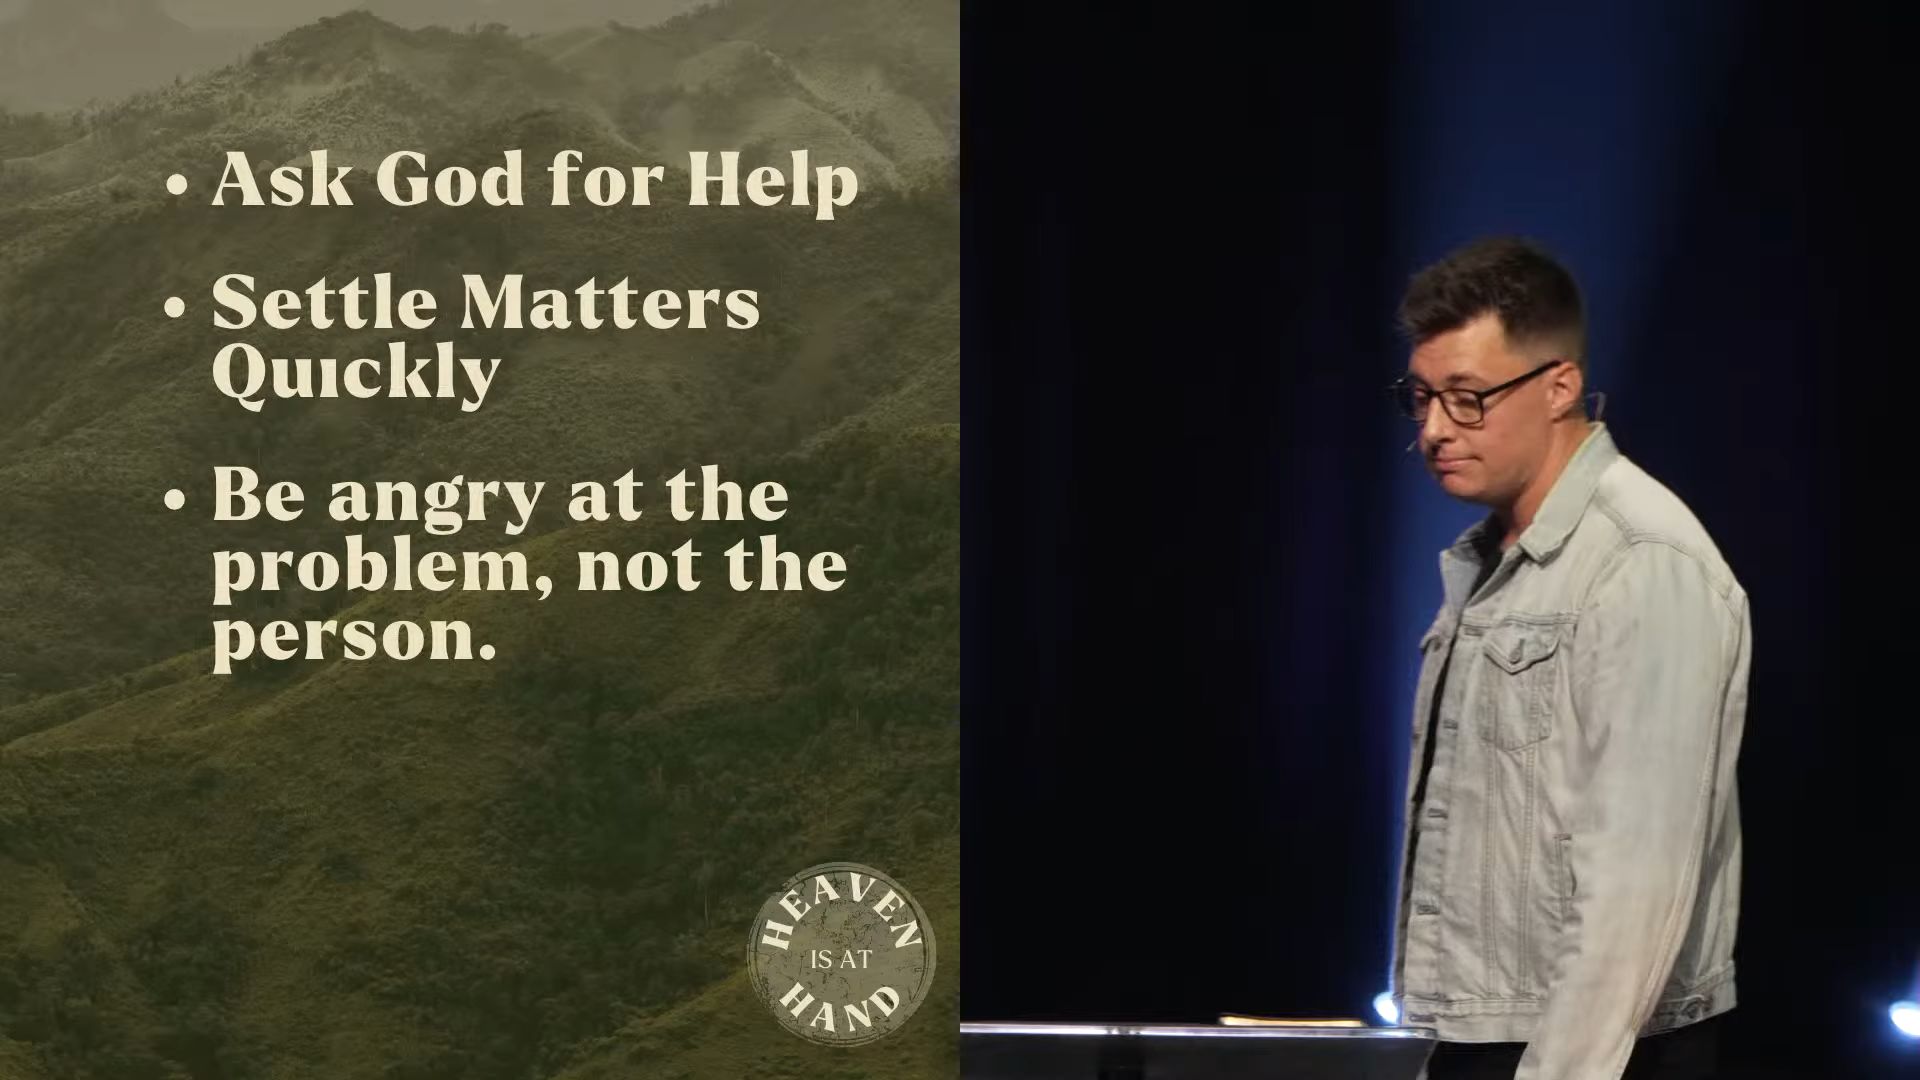 • Ask God for Help
• Settle Matters
Quickly
• Be angry at the
problem, not the
person.
HEAVEN
IS AT
HAND